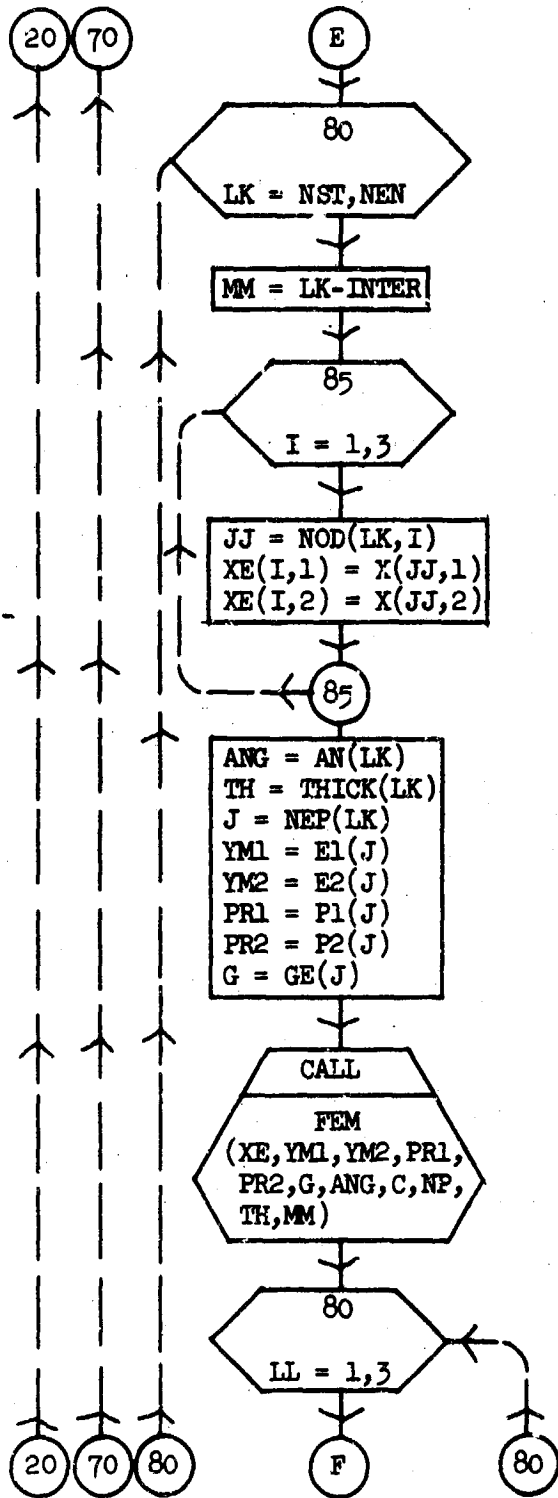 20 70 E
80
LK = NST,NEN
MM = LK-INTER
85
I = 1,3
JJ = NOD(LK,I)
XE(I,1) = X(JJ,1)
XE(I,2) = X(JJ,2)
85
ANG = AN(LK)
TH = THICK(LK)
J = NEP(LK)
YM1 = E1(J)
YM2 = E2(J)
PR1 = P1(J)
PR2 = P2(J)
G = GE(J)
CALL
FEM
(XE,YM1,YM2,PR1,
PR2,G,ANG,C,NP,
TH,MM)
80
LL = 1,3
20 70 80 F 80